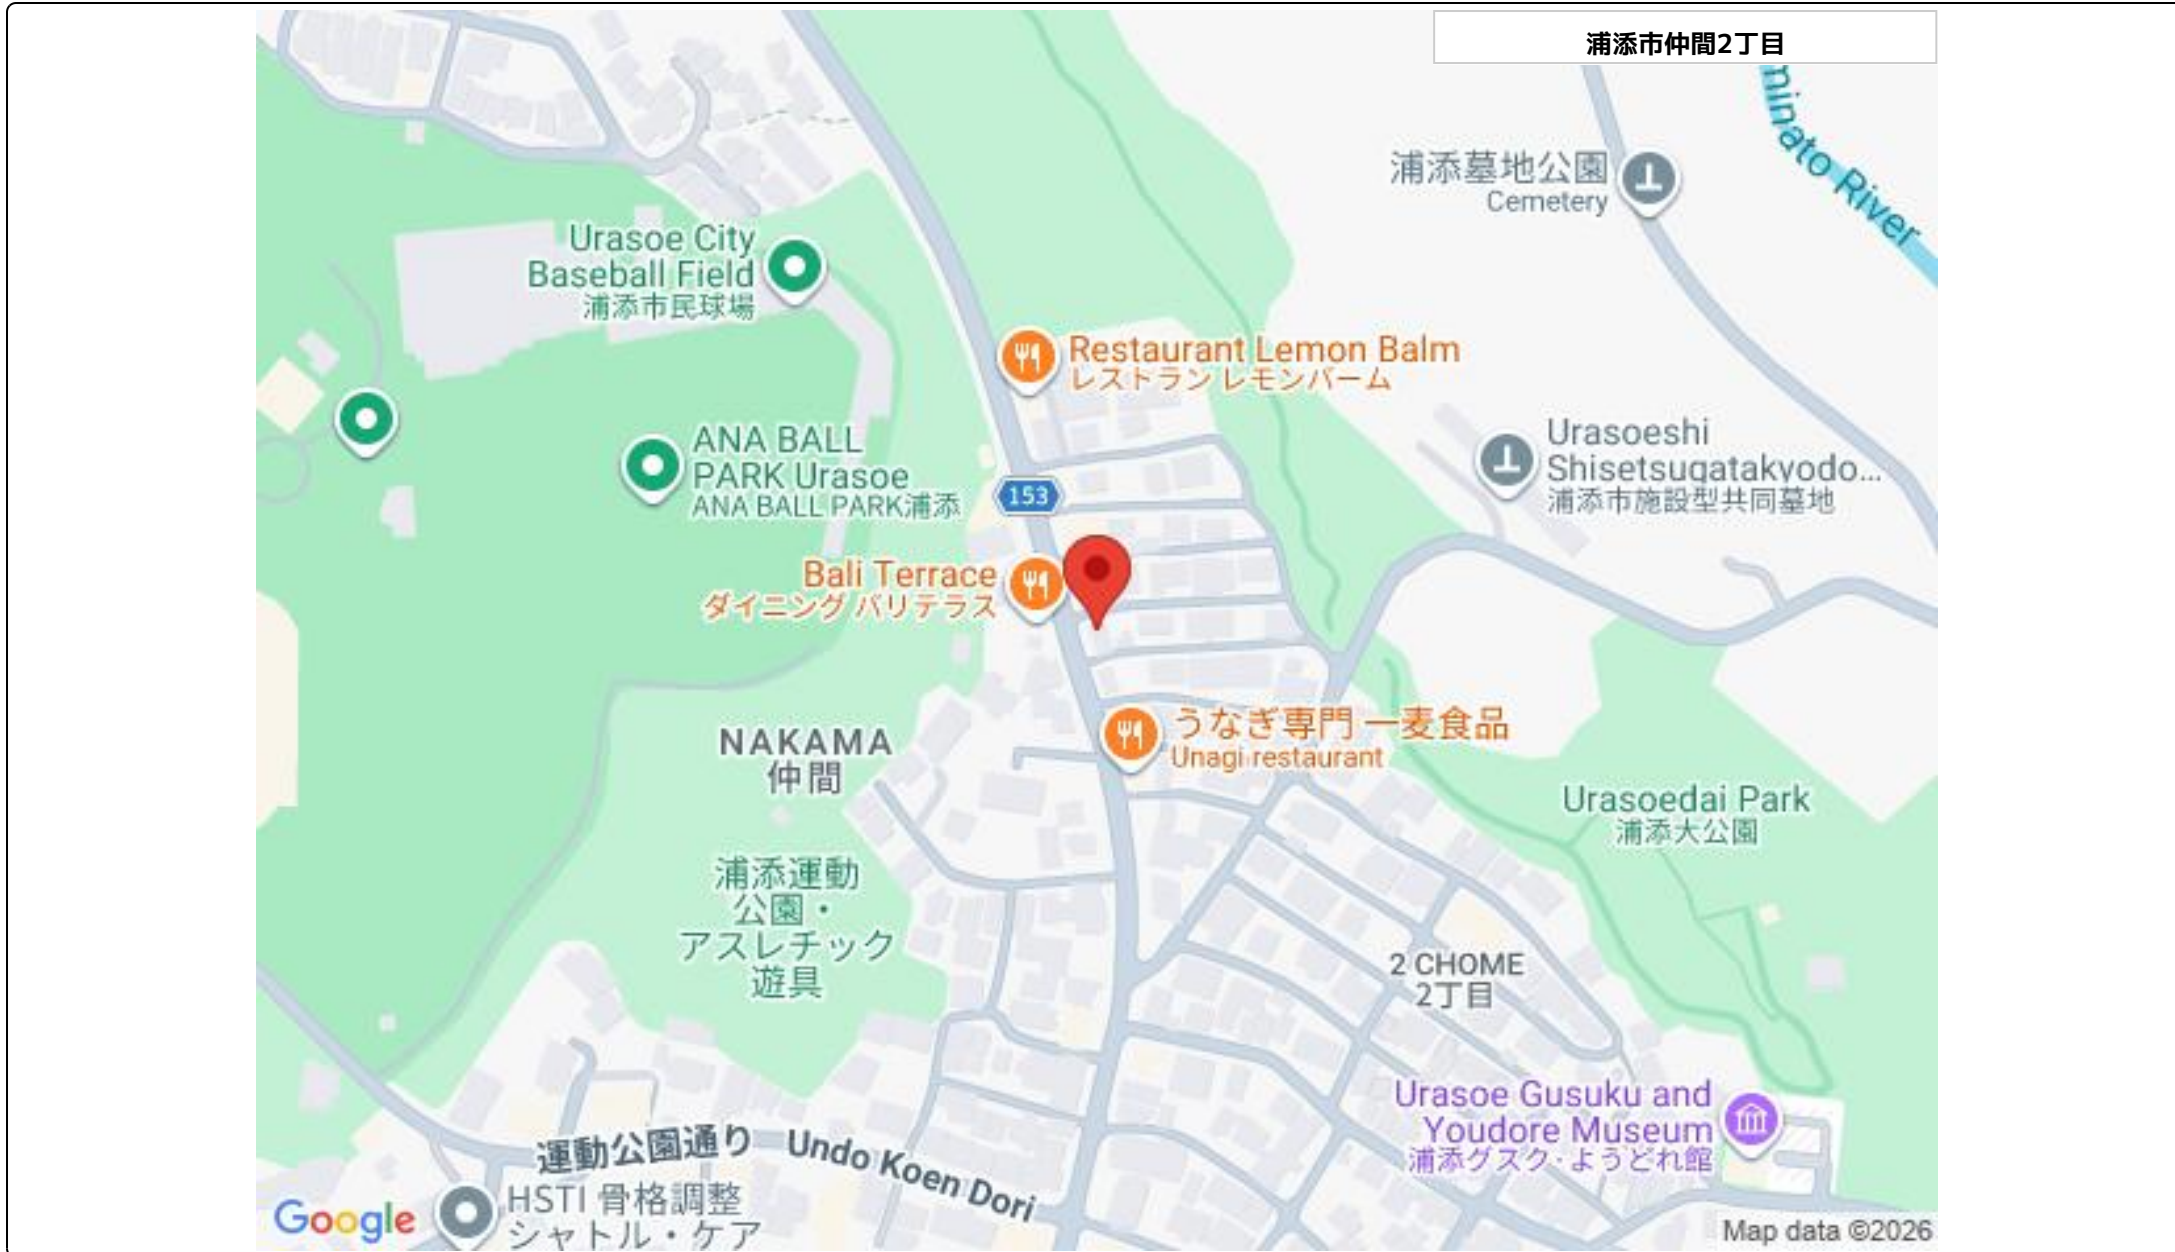 浦添市仲間2丁目
minato River
浦添墓地公園
Cemetery
Urasoe City
Baseball Field
浦添市民球場
Restaurant Lemon Balm
レストラン レモンバーム
ANA BALL
PARK Urasoe
ANA BALL PARK浦添
153
Urasoeshi
Shisetsugatakyodo...
浦添市施設型共同墓地
Bali Terrace
ダイニング バリテラス
NAKAMA
仲間
うなぎ専門 一麦食品
Unagi restaurant
Urasoedai Park
浦添大公園
浦添運動
公園・
アスレチック
遊具
2 CHOME
2丁目
Urasoe Gusuku and
Youdore Museum
浦添グスク・ようどれ館
運動公園通り Undo Koen Dori
HSTI 骨格調整
シャトル・ケア
Google
Map data ©2026